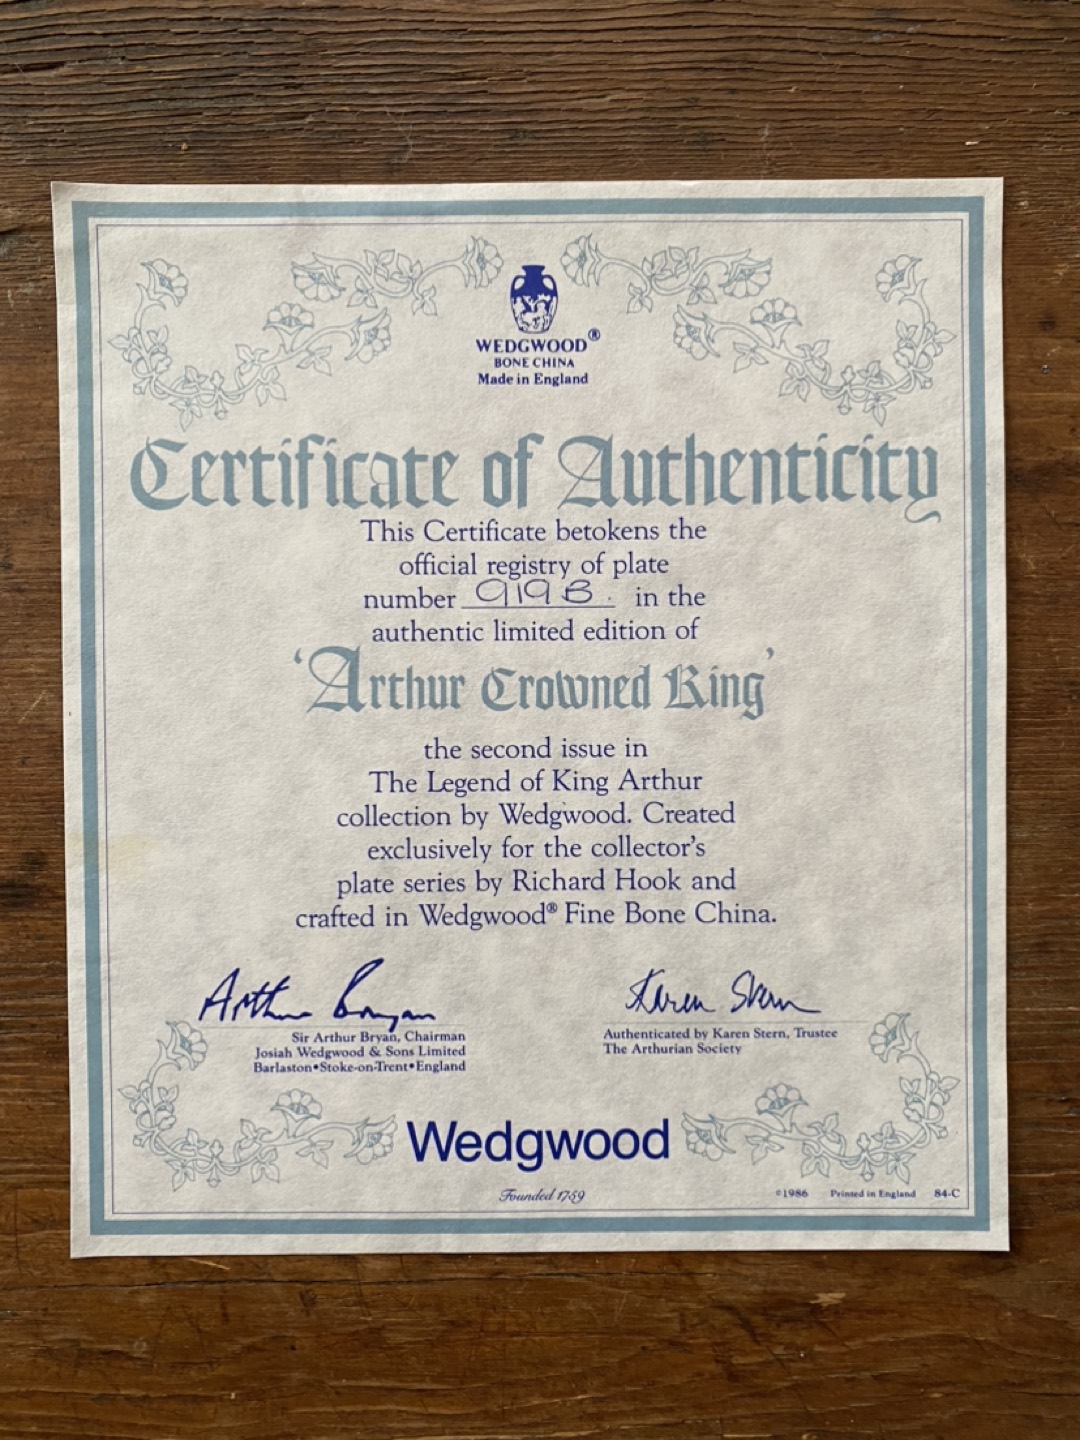 WEDGWOOD®
BONE CHINA
Made in England
Certificate of Authenticity
This Certificate betokens the
official registry of plate
number 919 B. in the
authentic limited edition of
'Arthur Crowned King'
the second issue in
The Legend of King Arthur
collection by Wedgwood. Created
exclusively for the collector's
plate series by Richard Hook and
crafted in Wedgwood® Fine Bone China.
Arthur Bryan
Sir Arthur Bryan, Chairman
Josiah Wedgwood & Sons Limited
Barlaston•Stoke-on-Trent•England
Karen Stern
Authenticated by Karen Stern, Trustee
The Arthurian Society
Wedgwood
Founded 1759
©1986 Printed in England 84-C